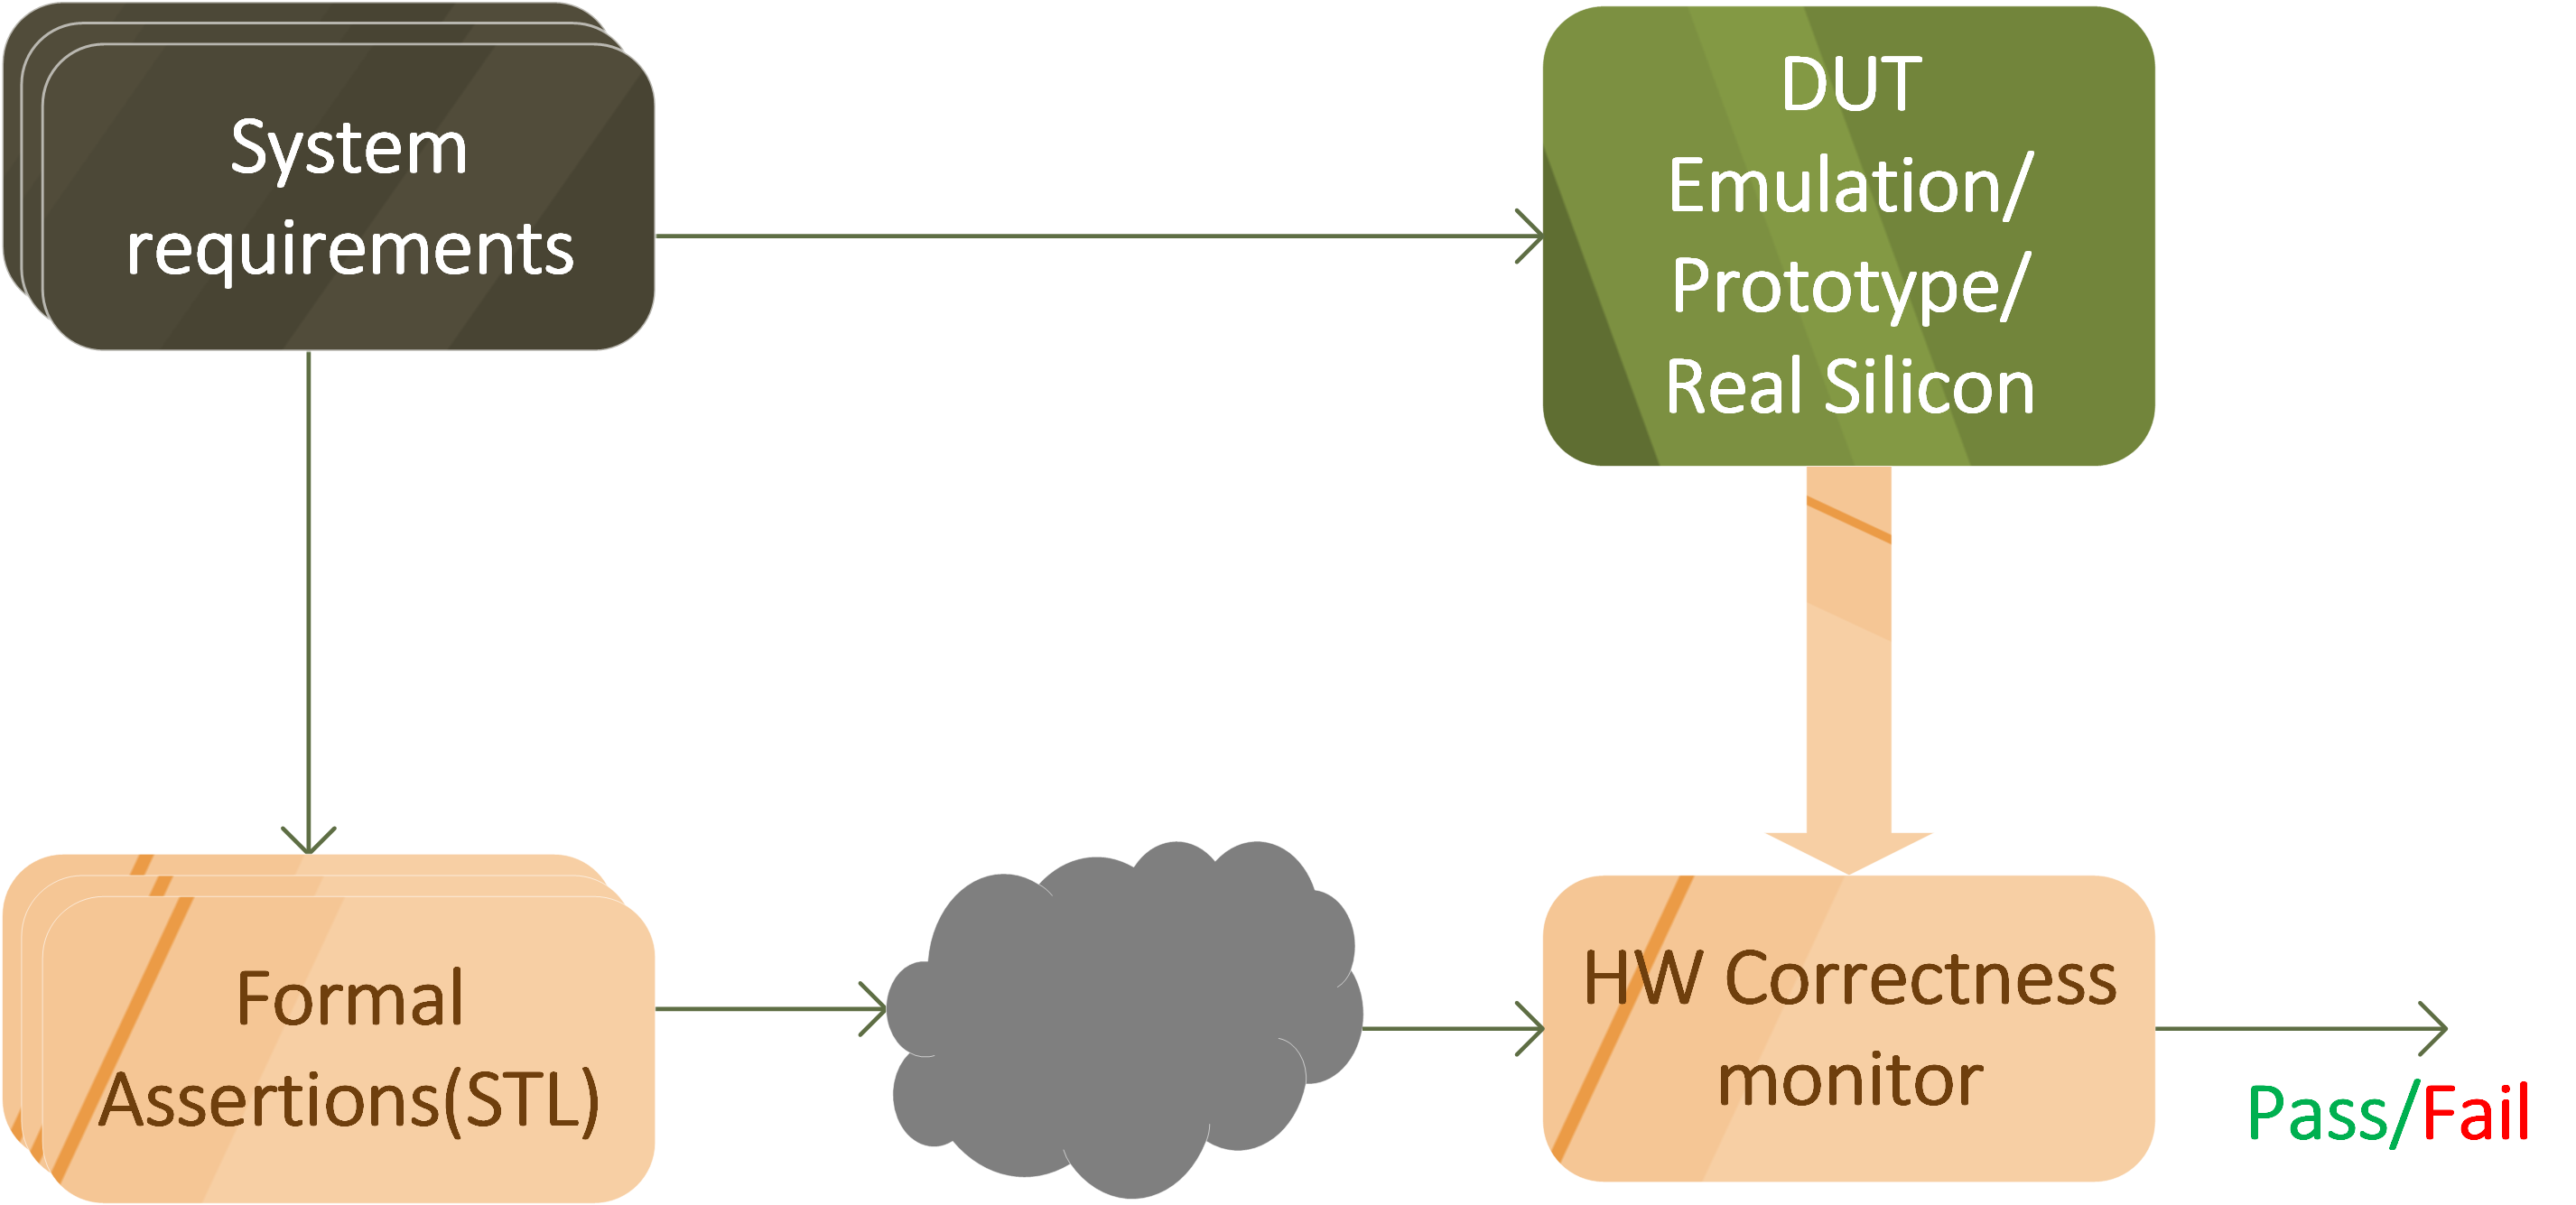 System
requirements
DUT
Emulation/
Prototype/
Real Silicon
Formal
Assertions(STL)
HW Correctness
monitor
Pass/Fail